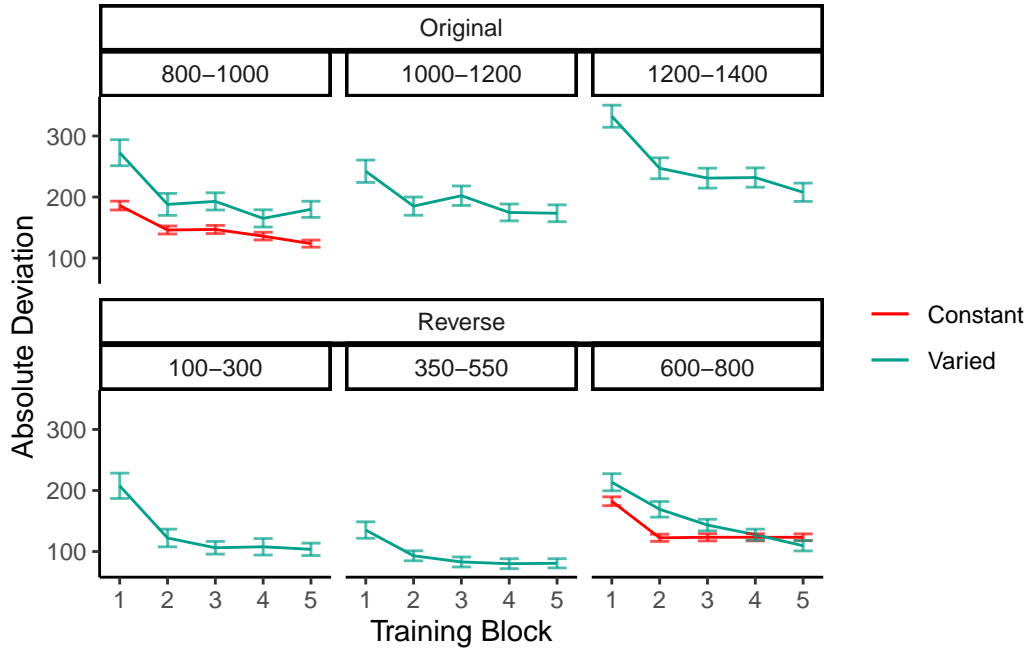 Original
800–1000 1000–1200 1200–1400
300
200
100
Absolute Deviation
Constant
Varied
Reverse
100–300 350–550 600–800
300
200
100
1 2 3 4 5 1 2 3 4 5 1 2 3 4 5
Training Block